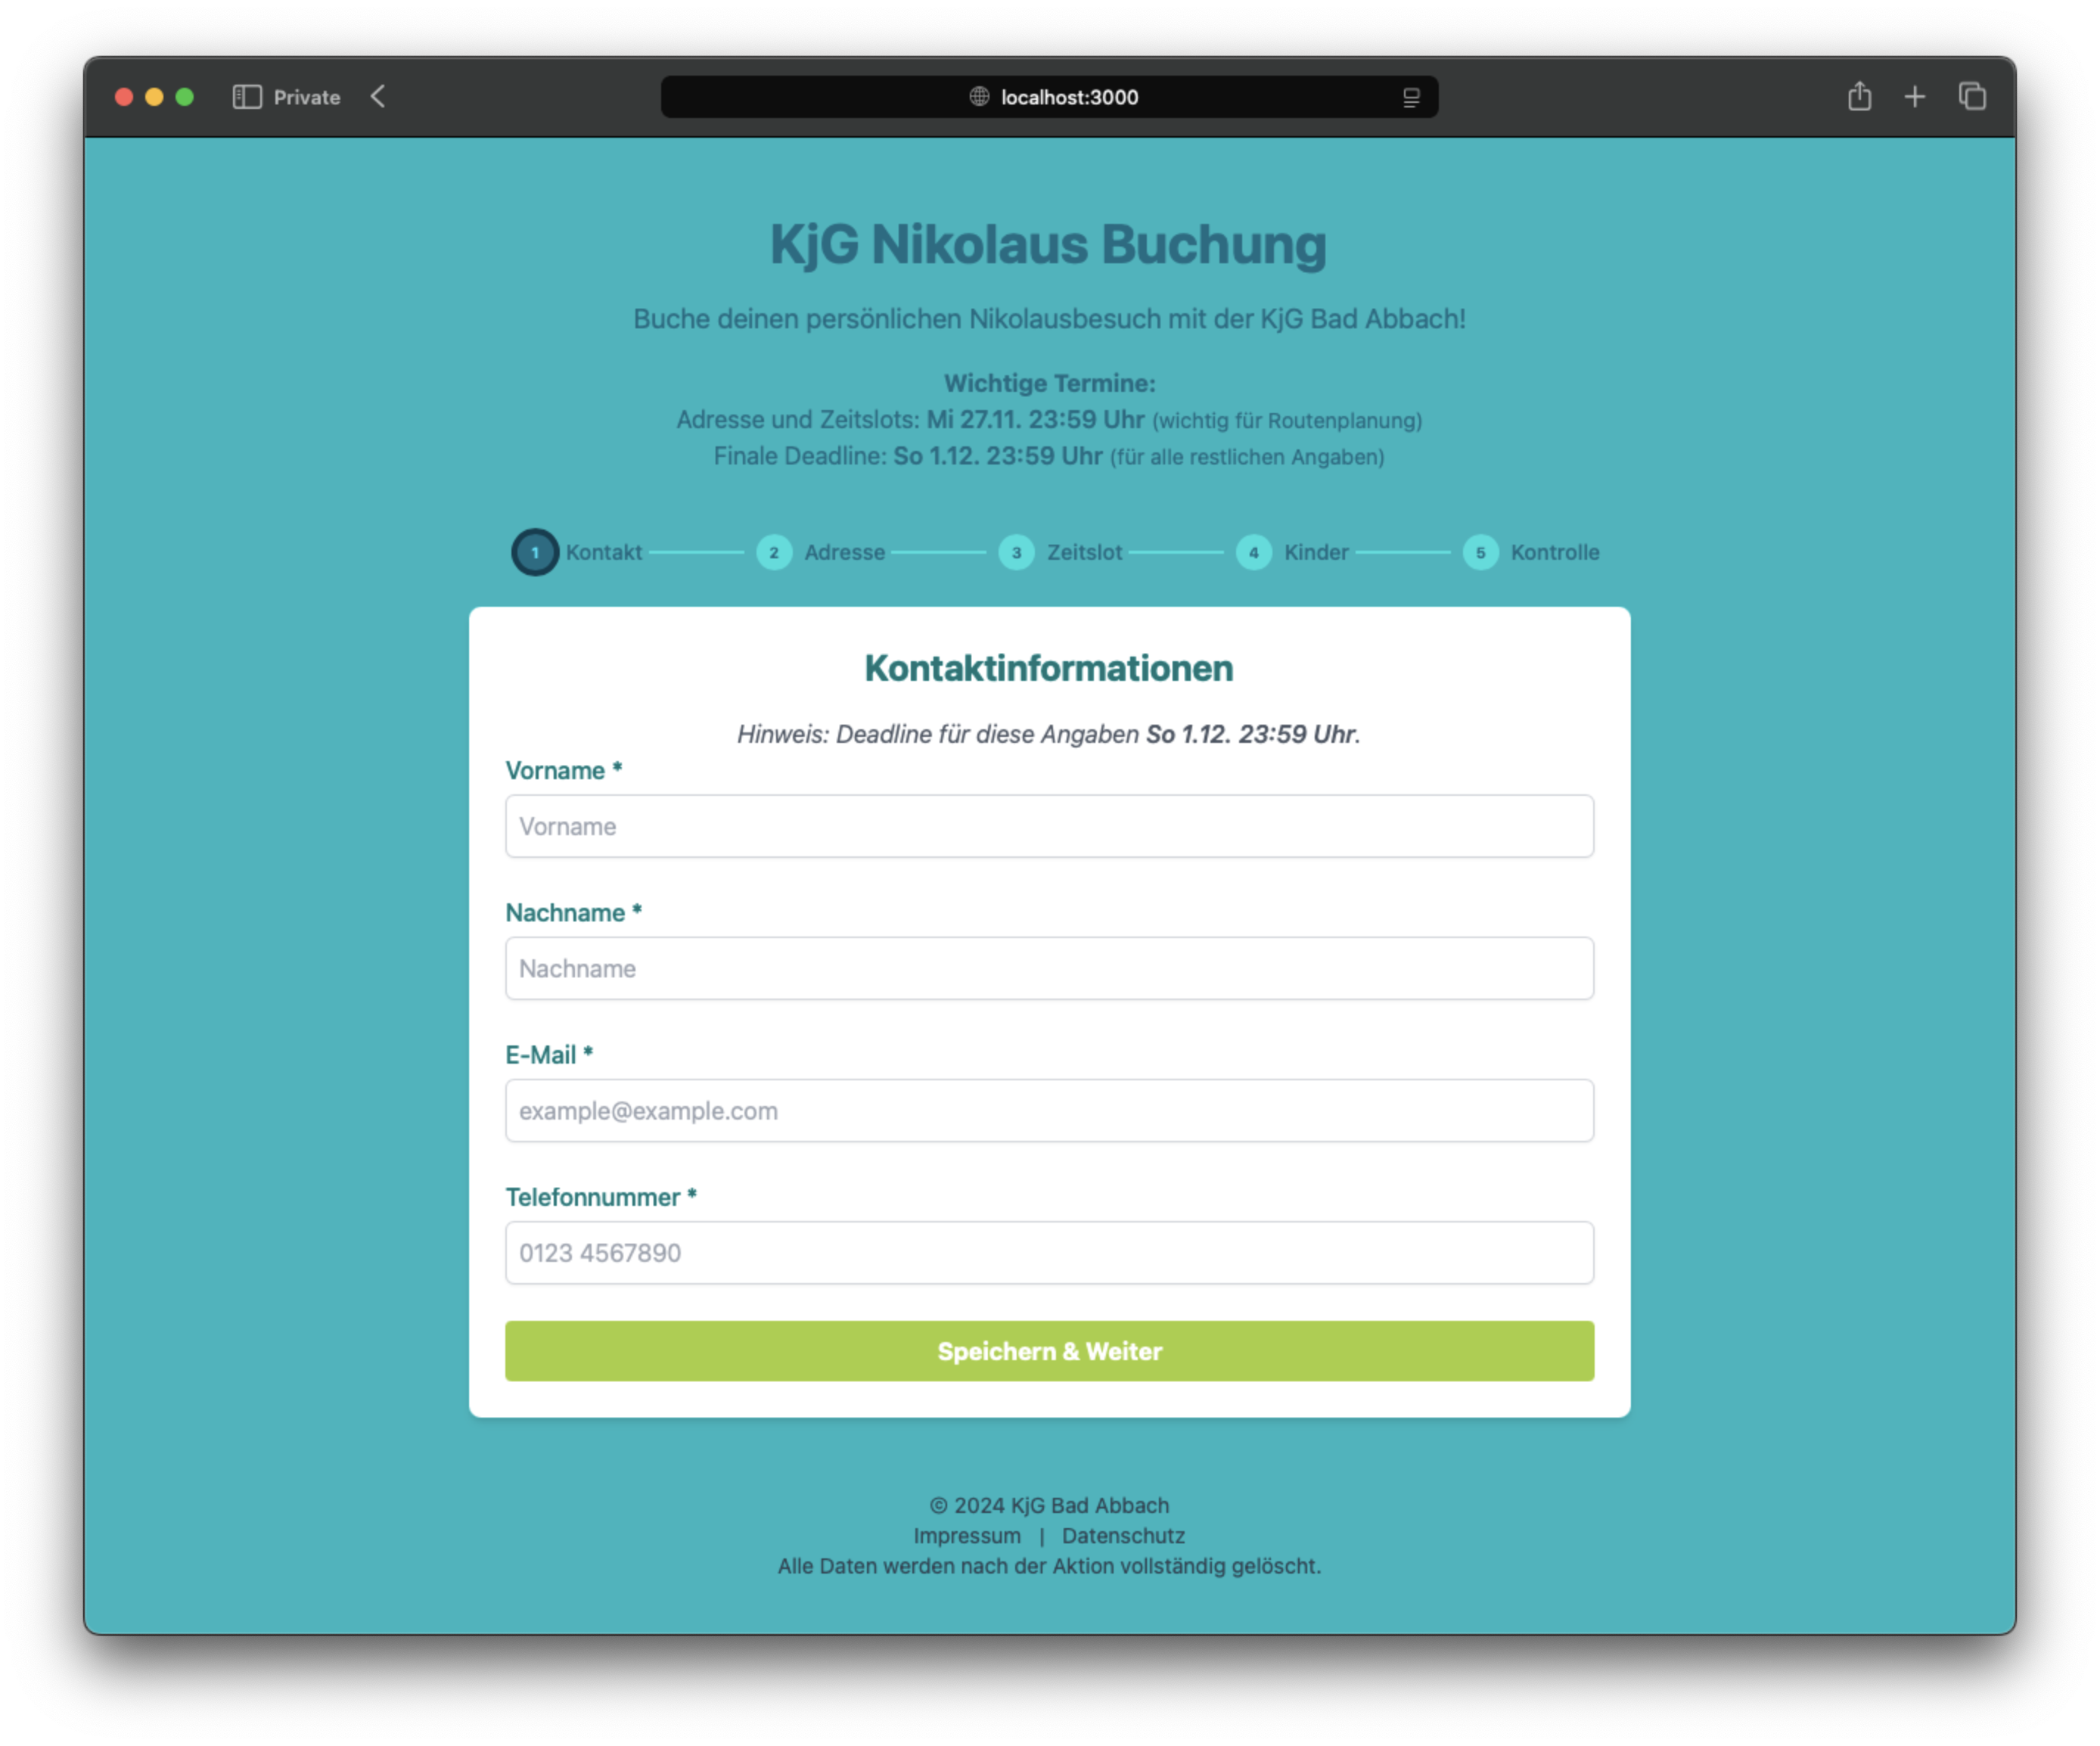 Private
localhost:3000
KjG Nikolaus Buchung
Buche deinen persönlichen Nikolausbesuch mit der KjG Bad Abbach!
Wichtige Termine:
Adresse und Zeitslots: Mi 27.11. 23:59 Uhr (wichtig für Routenplanung)
Finale Deadline: So 1.12. 23:59 Uhr (für alle restlichen Angaben)
1 Kontakt 2 Adresse 3 Zeitslot 4 Kinder 5 Kontrolle
Kontaktinformationen
Hinweis: Deadline für diese Angaben So 1.12. 23:59 Uhr.
Vorname *
Vorname
Nachname *
Nachname
E-Mail *
example@example.com
Telefonnummer *
0123 4567890
Speichern & Weiter
© 2024 KjG Bad Abbach
Impressum | Datenschutz
Alle Daten werden nach der Aktion vollständig gelöscht.